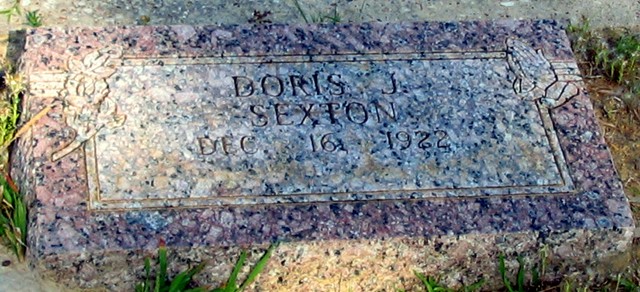 DORIS J.
SEXTON
DEC 16, 1922